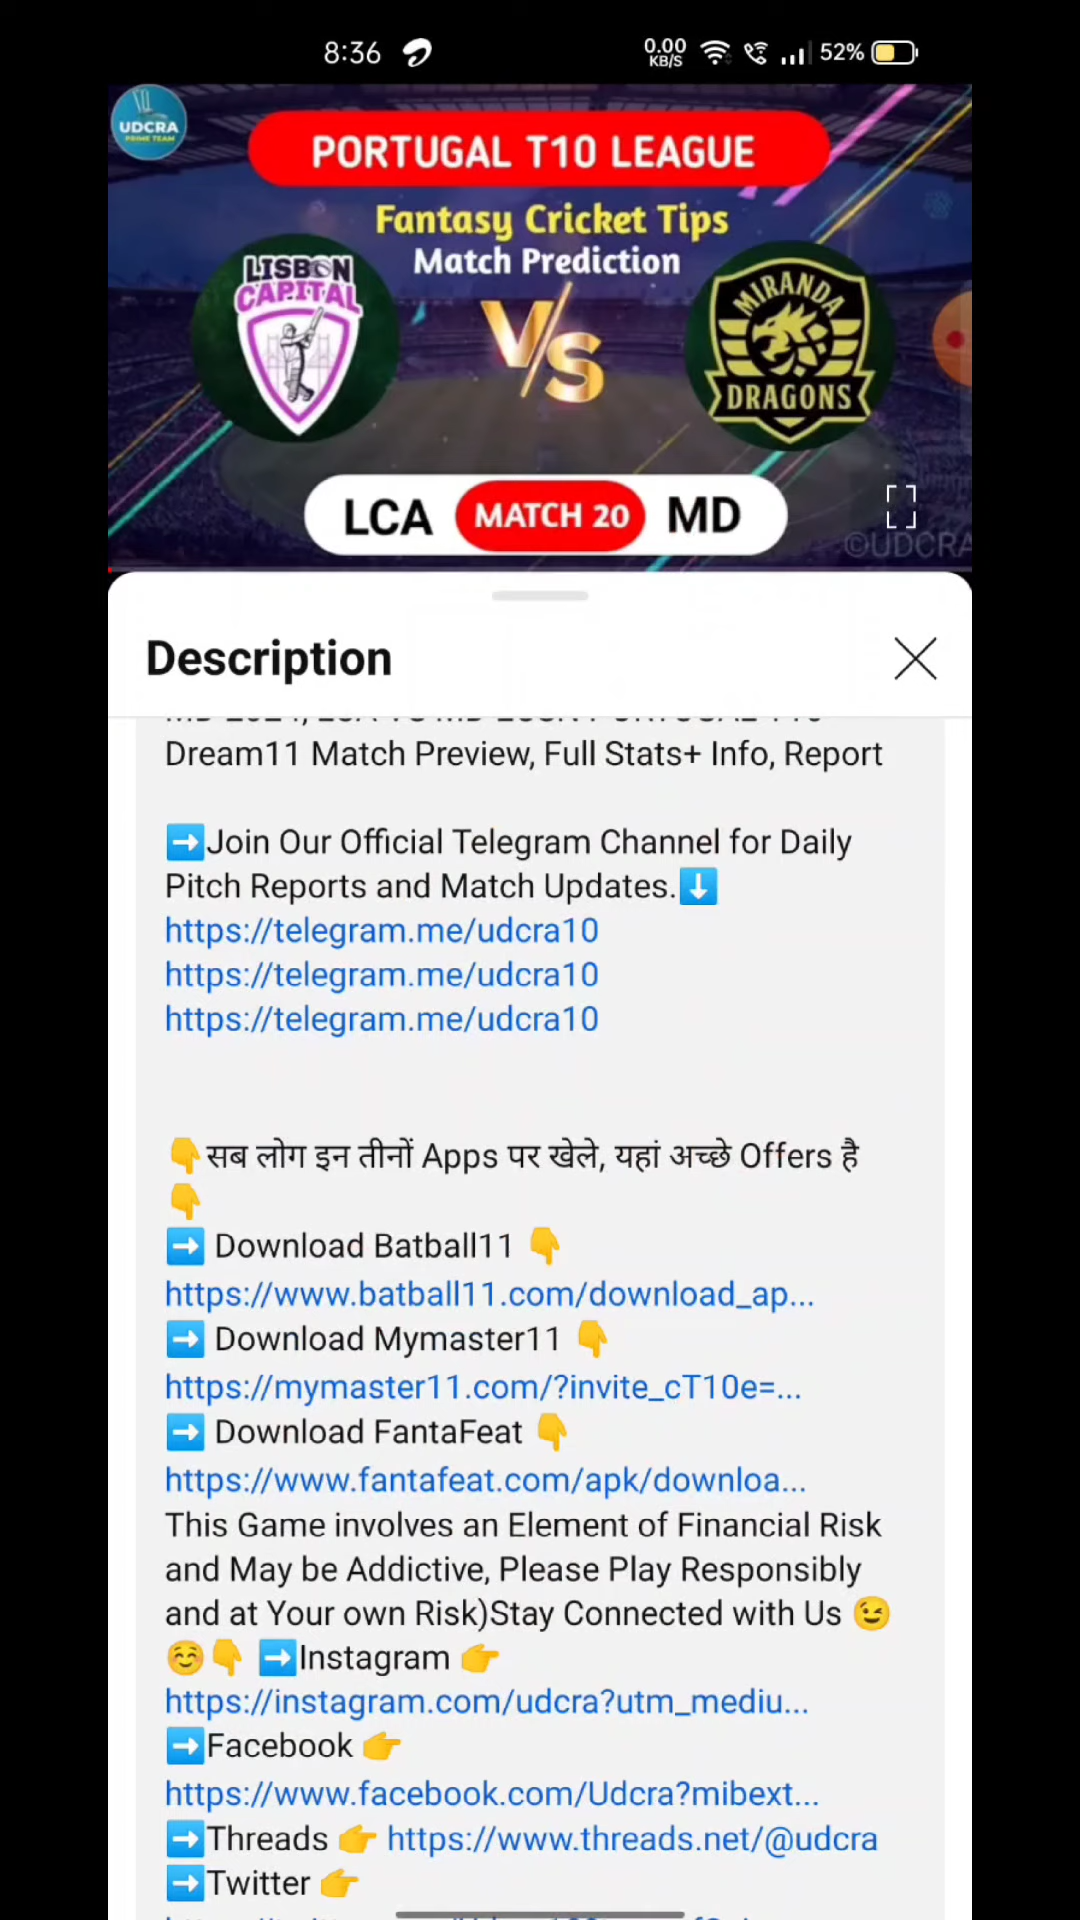 8:36
0.00
KB/S
52%
UDCRA
PRIME TEAM
PORTUGAL T10 LEAGUE
Fantasy Cricket Tips
Match Prediction
LISBON
CAPITAL
VS
MIRANDA
DRAGONS
LCA MATCH 20 MD
©UDCRA
Description
Dream11 Match Preview, Full Stats+ Info, Report
➡️Join Our Official Telegram Channel for Daily
Pitch Reports and Match Updates.⬇️
https://telegram.me/udcra10
https://telegram.me/udcra10
https://telegram.me/udcra10
👇सब लोग इन तीनों Apps पर खेले, यहां अच्छे Offers है
👇
➡️ Download Batball11 👇
https://www.batball11.com/download_ap...
➡️ Download Mymaster11 👇
https://mymaster11.com/?invite_cT10e=...
➡️ Download FantaFeat 👇
https://www.fantafeat.com/apk/downloa...
This Game involves an Element of Financial Risk
and May be Addictive, Please Play Responsibly
and at Your own Risk)Stay Connected with Us 😉
☺️👇 ➡️Instagram 👉
https://instagram.com/udcra?utm_mediu...
➡️Facebook 👉
https://www.facebook.com/Udcra?mibext...
➡️Threads 👉 https://www.threads.net/@udcra
➡️Twitter 👉